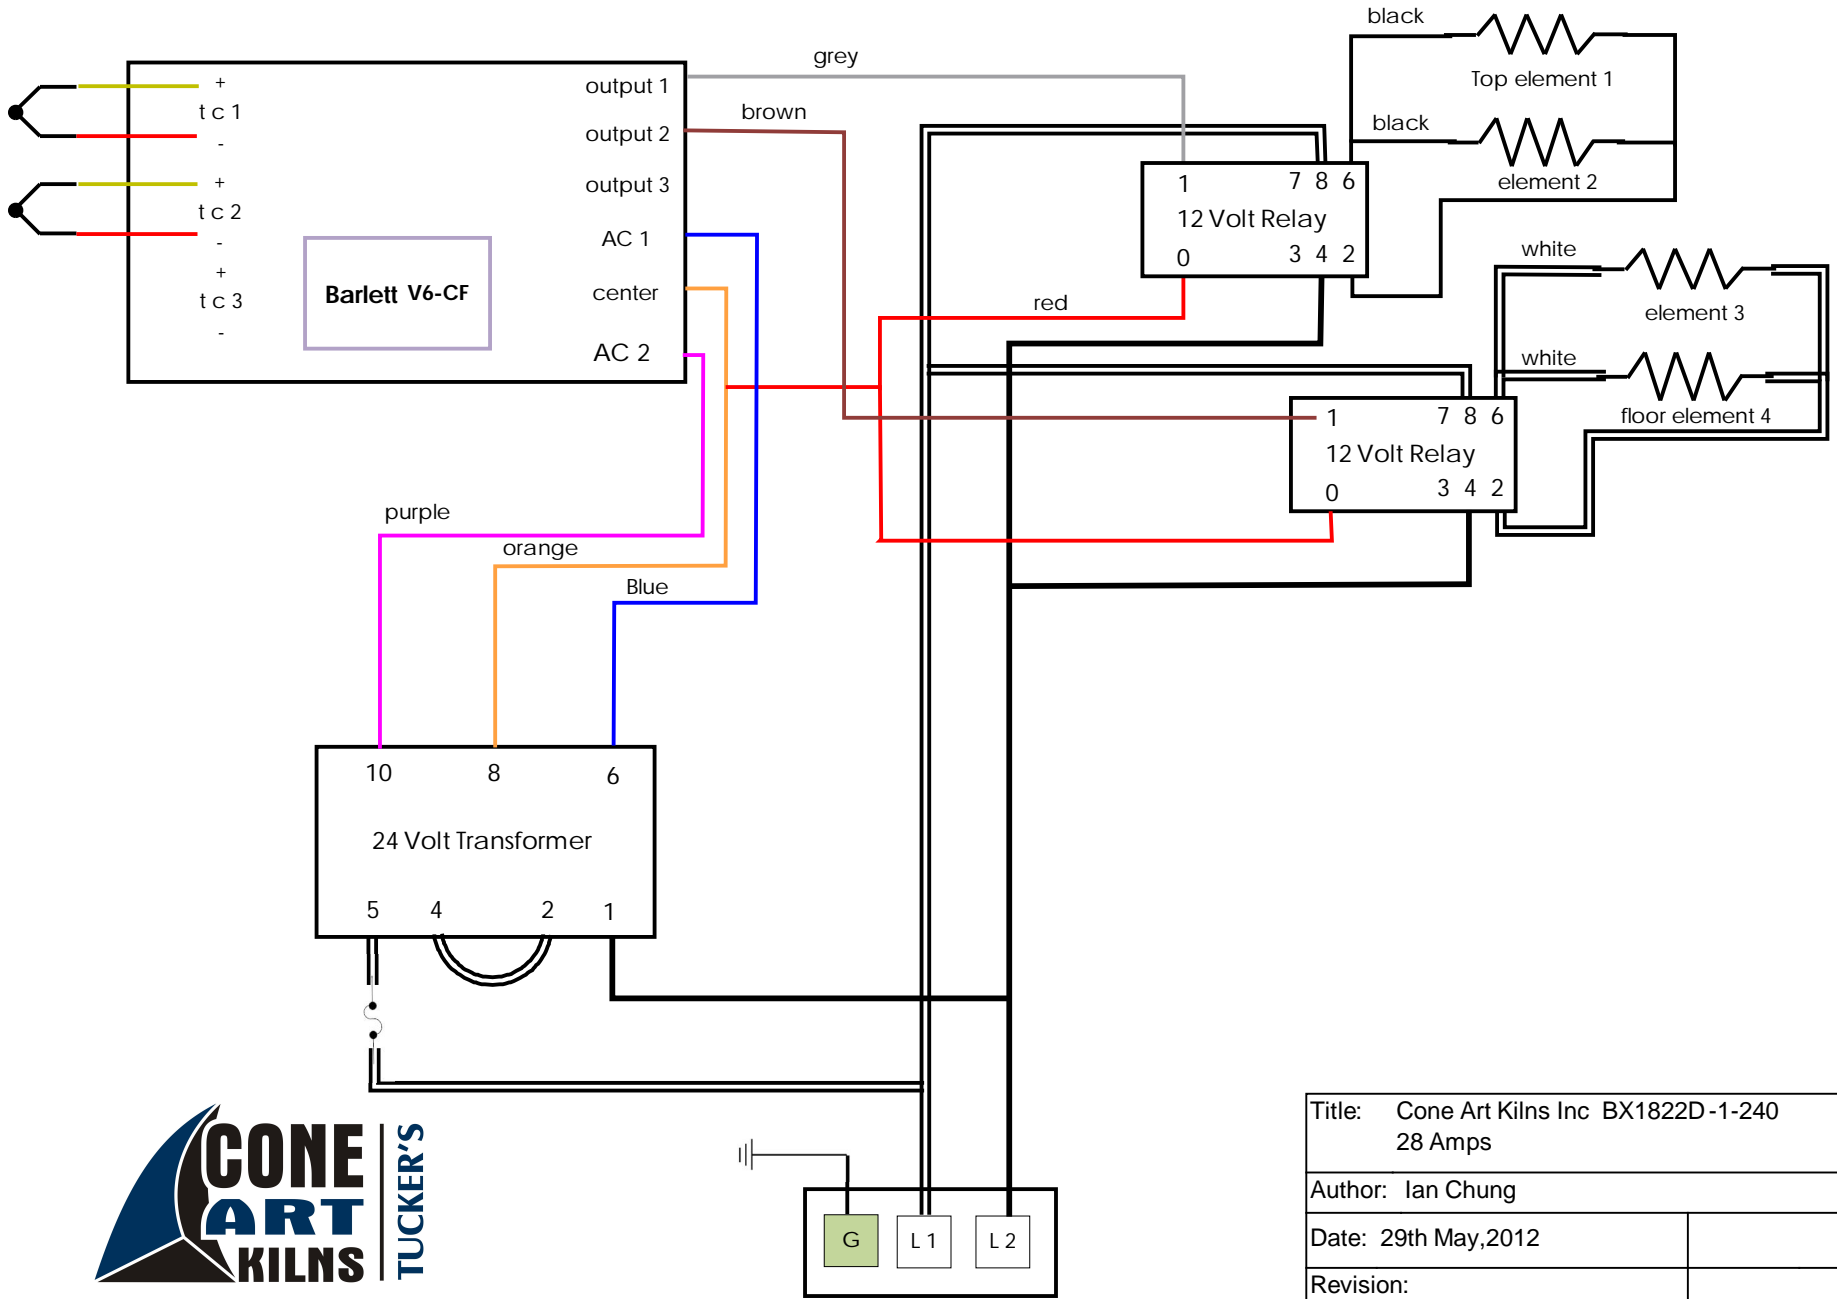 black
grey
Top element 1
+
output 1
t c 1
brown
black
-
output 2
+
output 3
element 2
t c 2
1 7 8 6
12 Volt Relay
0 3 4 2
-
AC 1
white
+
center
t c 3
Barlett V6-CF
red
element 3
-
AC 2
white
floor element 4
1 7 8 6
12 Volt Relay
0 3 4 2
purple
orange
Blue
10 8 6
24 Volt Transformer
5 4 2 1
CONE
ART
KILNS
TUCKER'S
G L 1 L 2
Title: Cone Art Kilns Inc BX1822D-1-240
28 Amps
Author: Ian Chung
Date: 29th May,2012
Revision: